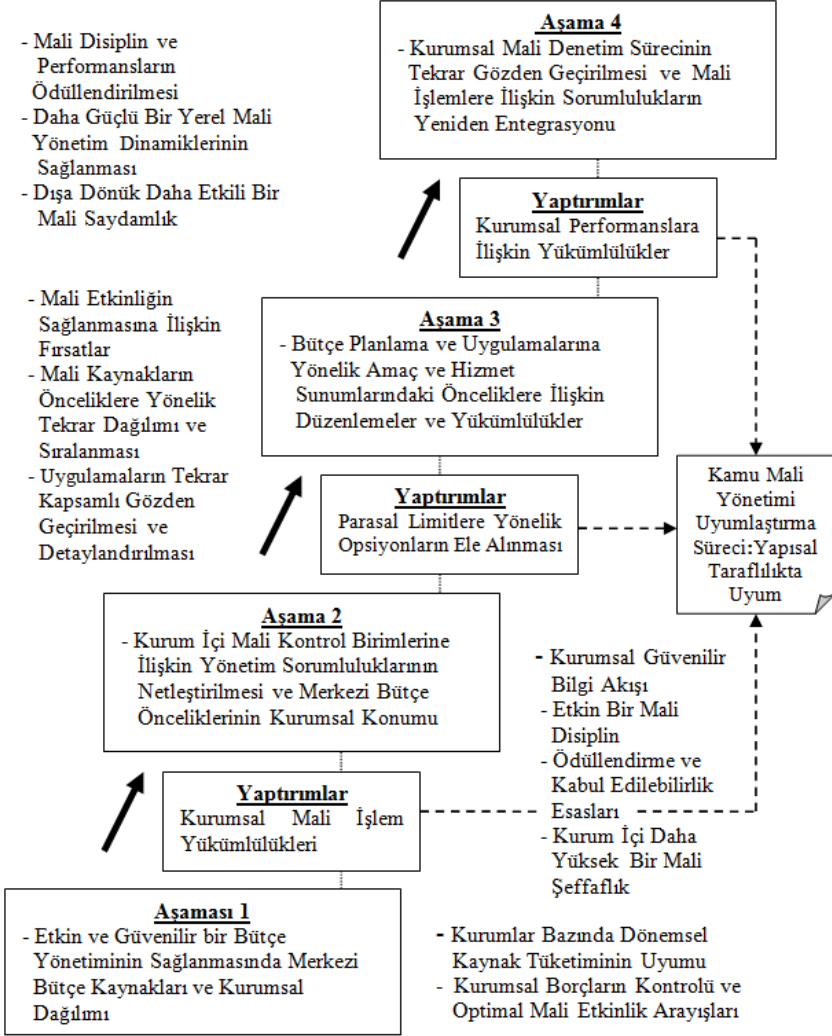 - Mali Disiplin ve
Performansların
Ödüllendirilmesi
- Daha Güçlü Bir Yerel Mali
Yönetim Dinamiklerinin
Sağlanması
- Dışa Dönük Daha Etkili Bir
Mali Saydamlık
Aşama 4
- Kurumsal Mali Denetim Sürecinin
Tekrar Gözden Geçirilmesi ve Mali
İşlemlere İlişkin Sorumlulukların
Yeniden Entegrasyonu
Yaptırımlar
Kurumsal Performanslara
İlişkin Yükümlülükler
- Mali Etkinliğin
Sağlanmasına İlişkin
Fırsatlar
- Mali Kaynakların
Önceliklere Yönelik
Tekrar Dağılımı ve
Sıralanması
- Uygulamaların Tekrar
Kapsamlı Gözden
Geçirilmesi ve
Detaylandırılması
Aşama 3
- Bütçe Planlama ve Uygulamalarına
Yönelik Amaç ve Hizmet
Sunumlarındaki Önceliklere İlişkin
Düzenlemeler ve Yükümlülükler
Yaptırımlar
Parasal Limitlere Yönelik
Opsiyonların Ele Alınması
Kamu Mali
Yönetimi
Uyumlaştırma
Süreci:Yapısal
Taraflılıkta
Uyum
Aşama 2
- Kurum İçi Mali Kontrol Birimlerine
İlişkin Yönetim Sorumluluklarının
Netleştirilmesi ve Merkezi Bütçe
Önceliklerinin Kurumsal Konumu
- Kurumsal Güvenilir
Bilgi Akışı
- Etkin Bir Mali
Disiplin
- Ödüllendirme ve
Kabul Edilebilirlik
Esasları
- Kurum İçi Daha
Yüksek Bir Mali
Şeffaflık
Yaptırımlar
Kurumsal Mali İşlem
Yükümlülükleri
Aşaması 1
- Etkin ve Güvenilir bir Bütçe
Yönetiminin Sağlanmasında Merkezi
Bütçe Kaynakları ve Kurumsal
Dağılımı
- Kurumlar Bazında Dönemsel
Kaynak Tüketiminin Uyumu
- Kurumsal Borçların Kontrolü ve
Optimal Mali Etkinlik Arayışları